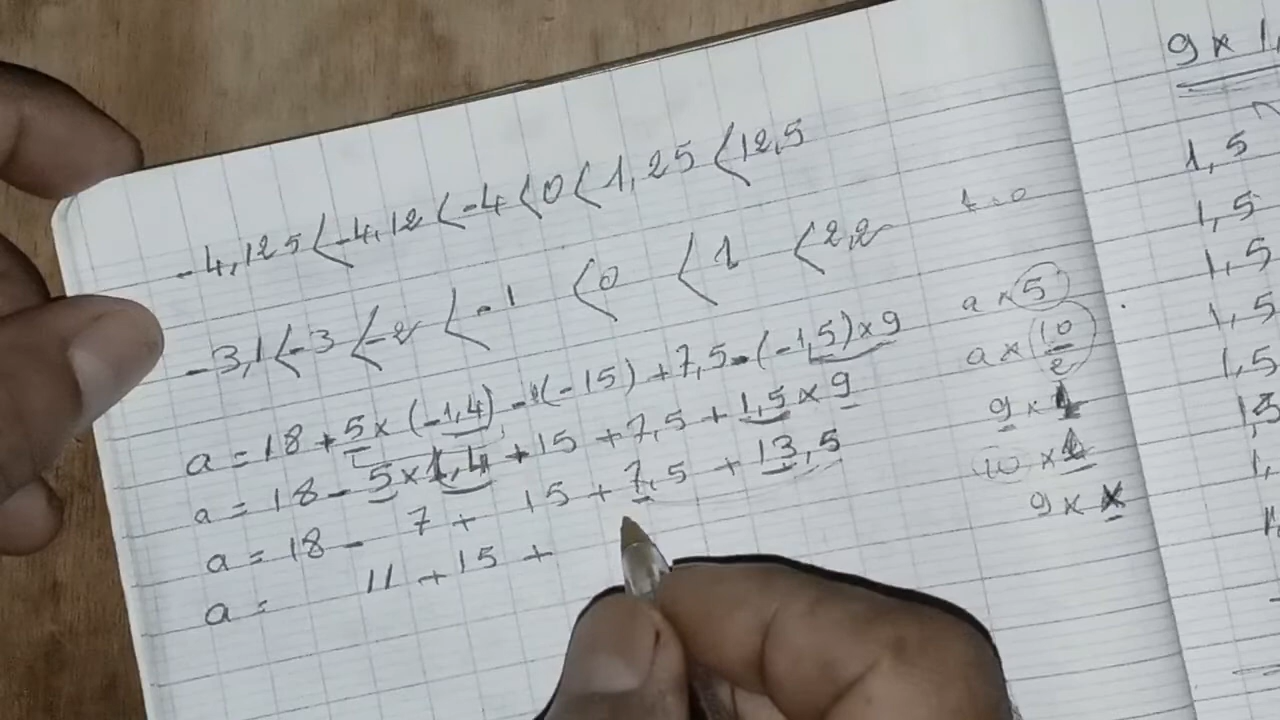 -4,125 < -4,12 < -4 < 0 < 1,25 < 12,5
-3,1 < -3 < -2 < -1 < 0 < 1 < 2,2
a = 18 + 5 × (-1,4) - (-15) + 7,5 - (-1,5) × 9
a = 18 - 5 × 1,4 + 15 + 7,5 + 1,5 × 9
a = 18 - 7 + 15 + 7,5 + 13,5
a = 11 + 15 +
a × 5
a × 10/2
9 ×
10 ×
9 ×
9 × 1,
1,5
1,5
1,5
1,5
1,5